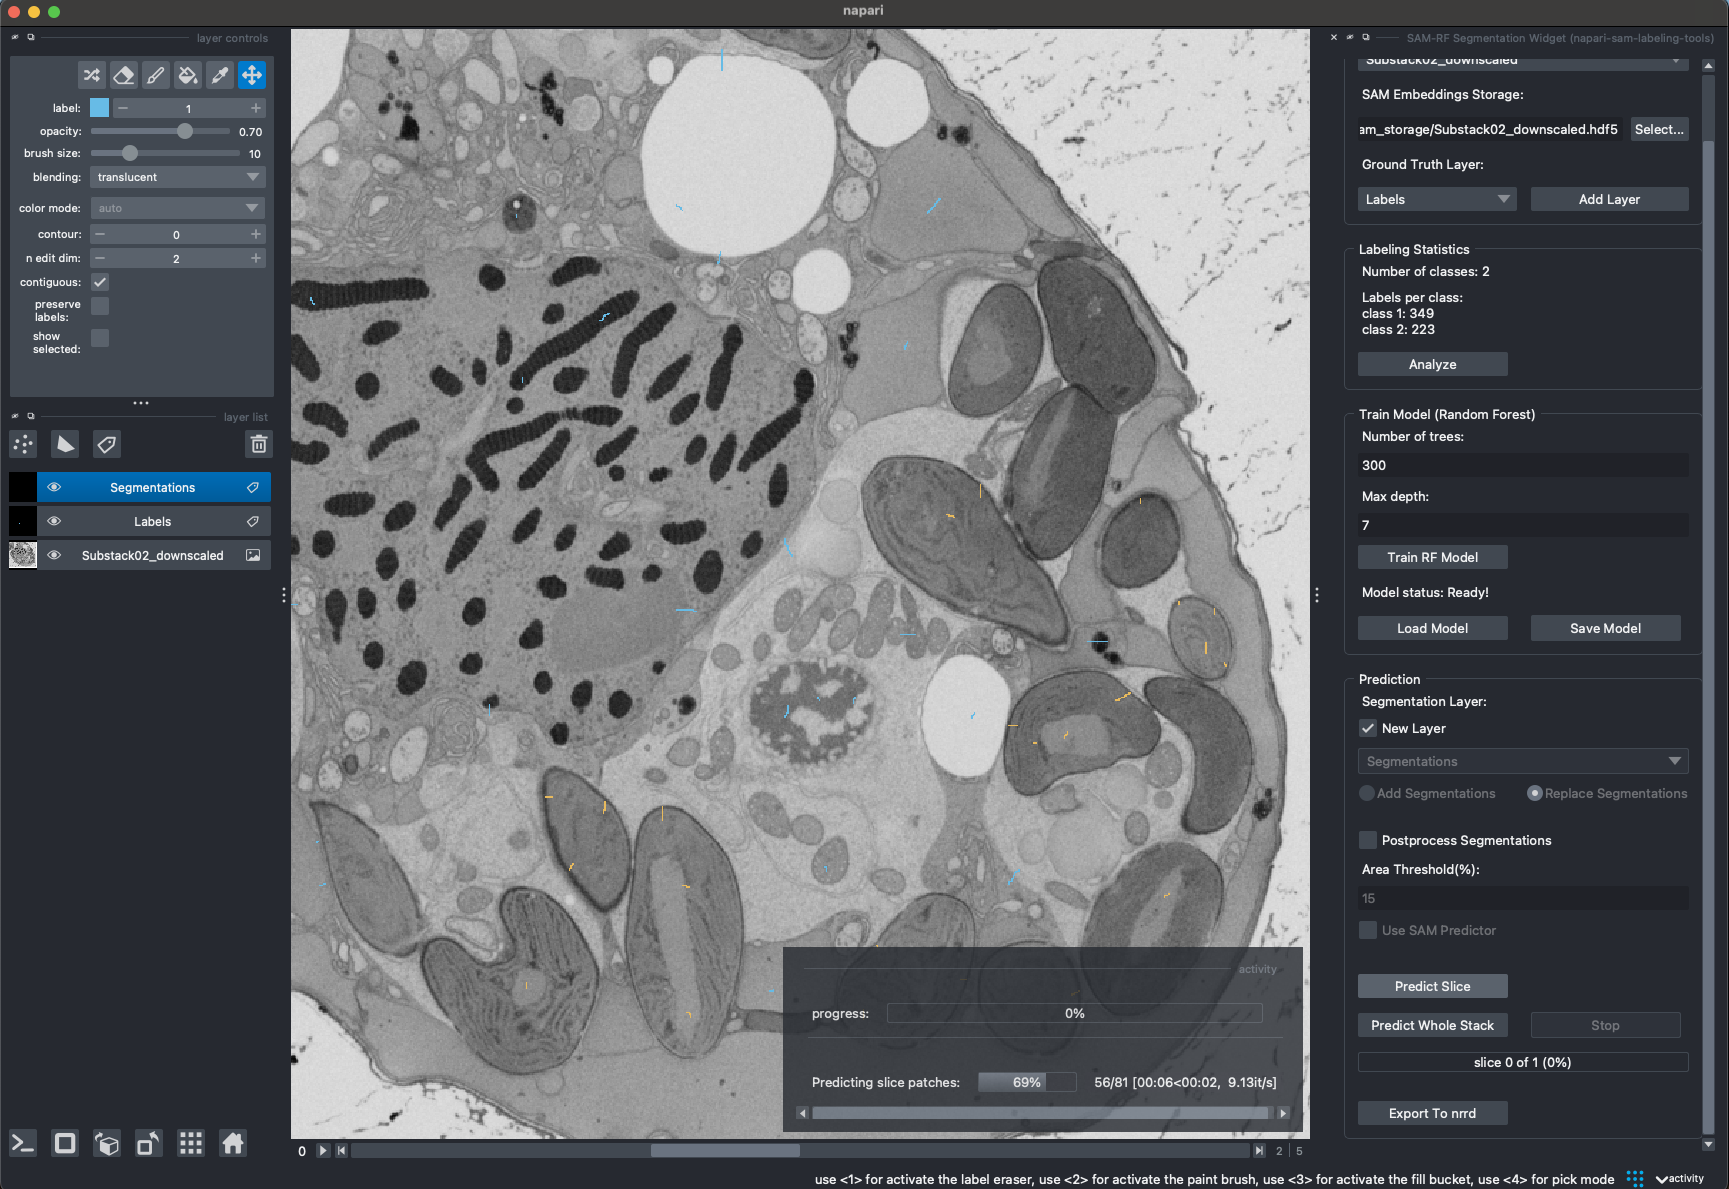 napari
layer controls
label:
1
opacity:
0.70
brush size:
10
blending:
translucent
color mode:
auto
contour:
0
n edit dim:
2
contiguous:
preserve
labels:
show
selected:
layer list
Segmentations
Labels
Substack02_downscaled
0
2 | 5
SAM-RF Segmentation Widget (napari-sam-labeling-tools)
Substack02_downscaled
SAM Embeddings Storage:
am_storage/Substack02_downscaled.hdf5
Select...
Ground Truth Layer:
Labels
Add Layer
Labeling Statistics
Number of classes: 2
Labels per class:
class 1: 349
class 2: 223
Analyze
Train Model (Random Forest)
Number of trees:
300
Max depth:
7
Train RF Model
Model status: Ready!
Load Model
Save Model
Prediction
Segmentation Layer:
New Layer
Segmentations
Add Segmentations
Replace Segmentations
Postprocess Segmentations
Area Threshold(%):
15
Use SAM Predictor
Predict Slice
Predict Whole Stack
Stop
slice 0 of 1 (0%)
Export To nrrd
activity
progress:
0%
Predicting slice patches:
69%
56/81 [00:06<00:02, 9.13it/s]
use <1> for activate the label eraser, use <2> for activate the paint brush, use <3> for activate the fill bucket, use <4> for pick mode
activity